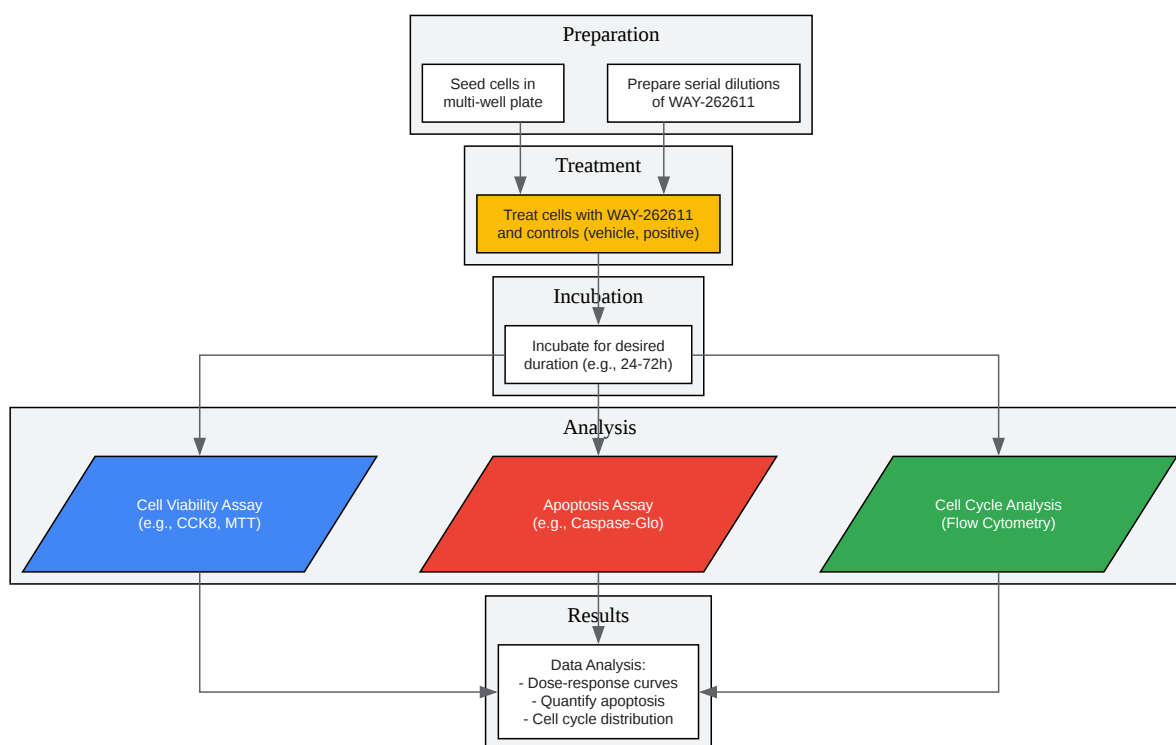 Preparation
Seed cells in
multi-well plate
Prepare serial dilutions
of WAY-262611
Treatment
Treat cells with WAY-262611
and controls (vehicle, positive)
Incubation
Incubate for desired
duration (e.g., 24-72h)
Analysis
Cell Viability Assay
(e.g., CCK8, MTT)
Apoptosis Assay
(e.g., Caspase-Glo)
Cell Cycle Analysis
(Flow Cytometry)
Results
Data Analysis:
- Dose-response curves
- Quantify apoptosis
- Cell cycle distribution